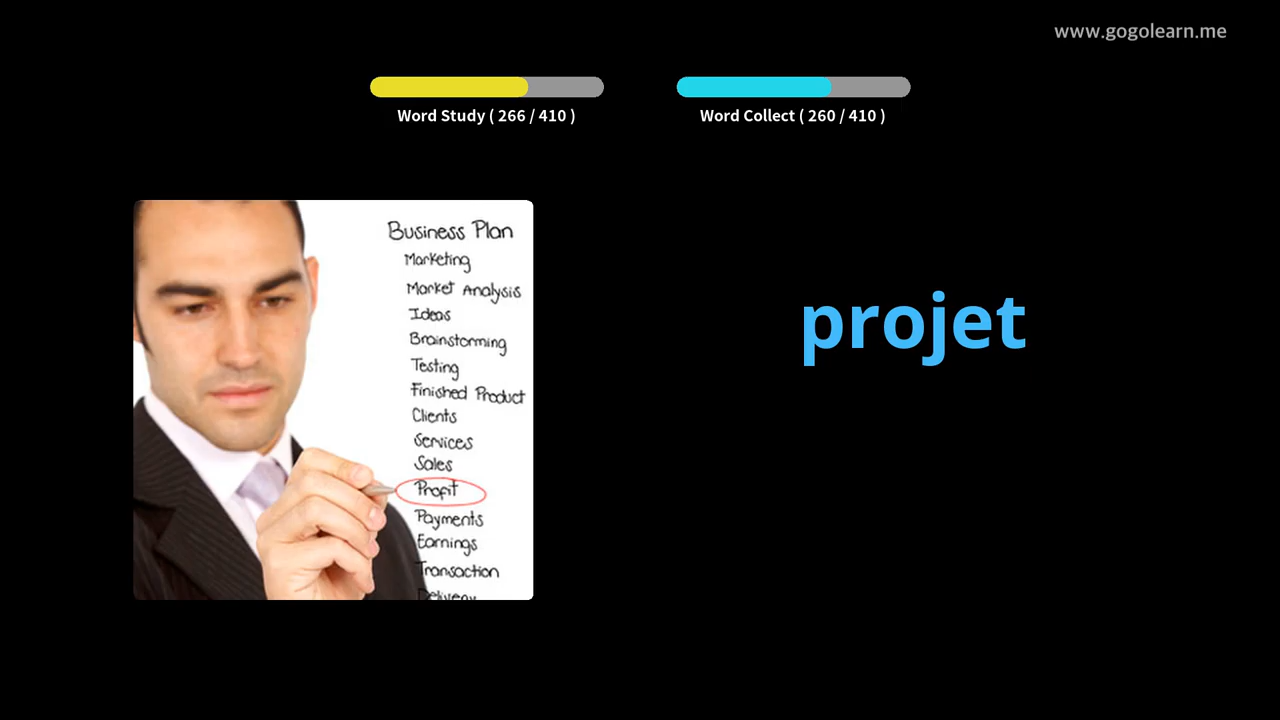 www.gogolearn.me
Word Study ( 266 / 410 )
Word Collect ( 260 / 410 )
Business Plan
Marketing
Market Analysis
Ideas
Brainstorming
Testing
Finished Product
Clients
Services
Sales
Profit
Payments
Earnings
Transaction
Delivery
projet